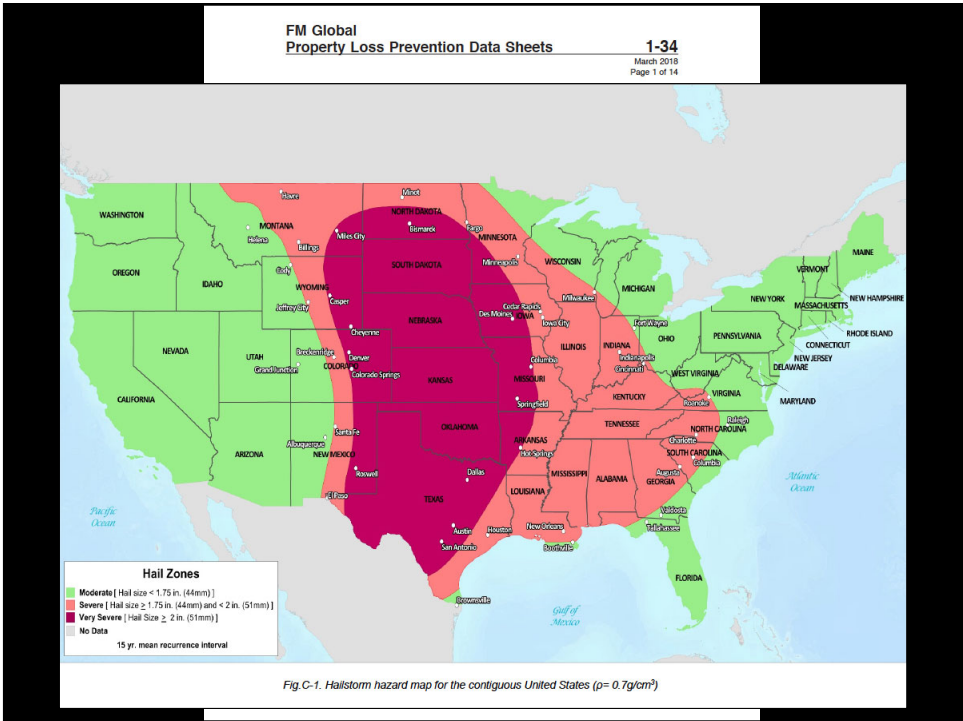 FM Global
Property Loss Prevention Data Sheets 1-34
March 2018
Page 1 of 14
WASHINGTON
Havre
Minot
MONTANA
NORTH DAKOTA
Helena
Miles City
Bismarck
Fargo
MINNESOTA
Billings
MAINE
OREGON
IDAHO
Cody
SOUTH DAKOTA
Minneapolis
WISCONSIN
VERMONT
WYOMING
Casper
Jeffrey City
Milwaukee
MICHIGAN
NEW YORK
NEW HAMPSHIRE
MASSACHUSETTS
NEBRASKA
Cedar Rapids
Des Moines
IOWA
Iowa City
Fort Wayne
Cheyenne
RHODE ISLAND
NEVADA
UTAH
Breckenridge
Denver
COLORADO
Grand Junction
Colorado Springs
ILLINOIS
INDIANA
OHIO
PENNSYLVANIA
CONNECTICUT
NEW JERSEY
DELAWARE
Indianapolis
Cincinnati
Columbia
KANSAS
MISSOURI
WEST VIRGINIA
CALIFORNIA
Springfield
KENTUCKY
Roanoke
VIRGINIA
MARYLAND
OKLAHOMA
TENNESSEE
Raleigh
NORTH CAROLINA
Charlotte
Santa Fe
Albuquerque
ARIZONA
NEW MEXICO
ARKANSAS
Hot Springs
SOUTH CAROLINA
Columbia
Roswell
Dallas
MISSISSIPPI
ALABAMA
Augusta
GEORGIA
El Paso
TEXAS
LOUISIANA
Atlantic
Ocean
Pacific
Ocean
Valdosta
Tallahassee
Austin
Houston
New Orleans
San Antonio
Boothville
FLORIDA
Brownsville
Gulf of
Mexico
Hail Zones
Moderate [ Hail size < 1.75 in. (44mm) ]
Severe [ Hail size ≥ 1.75 in. (44mm) and < 2 in. (51mm) ]
Very Severe [ Hail Size ≥ 2 in. (51mm) ]
No Data
15 yr. mean recurrence interval
Fig.C-1. Hailstorm hazard map for the contiguous United States (ρ= 0.7g/cm³)